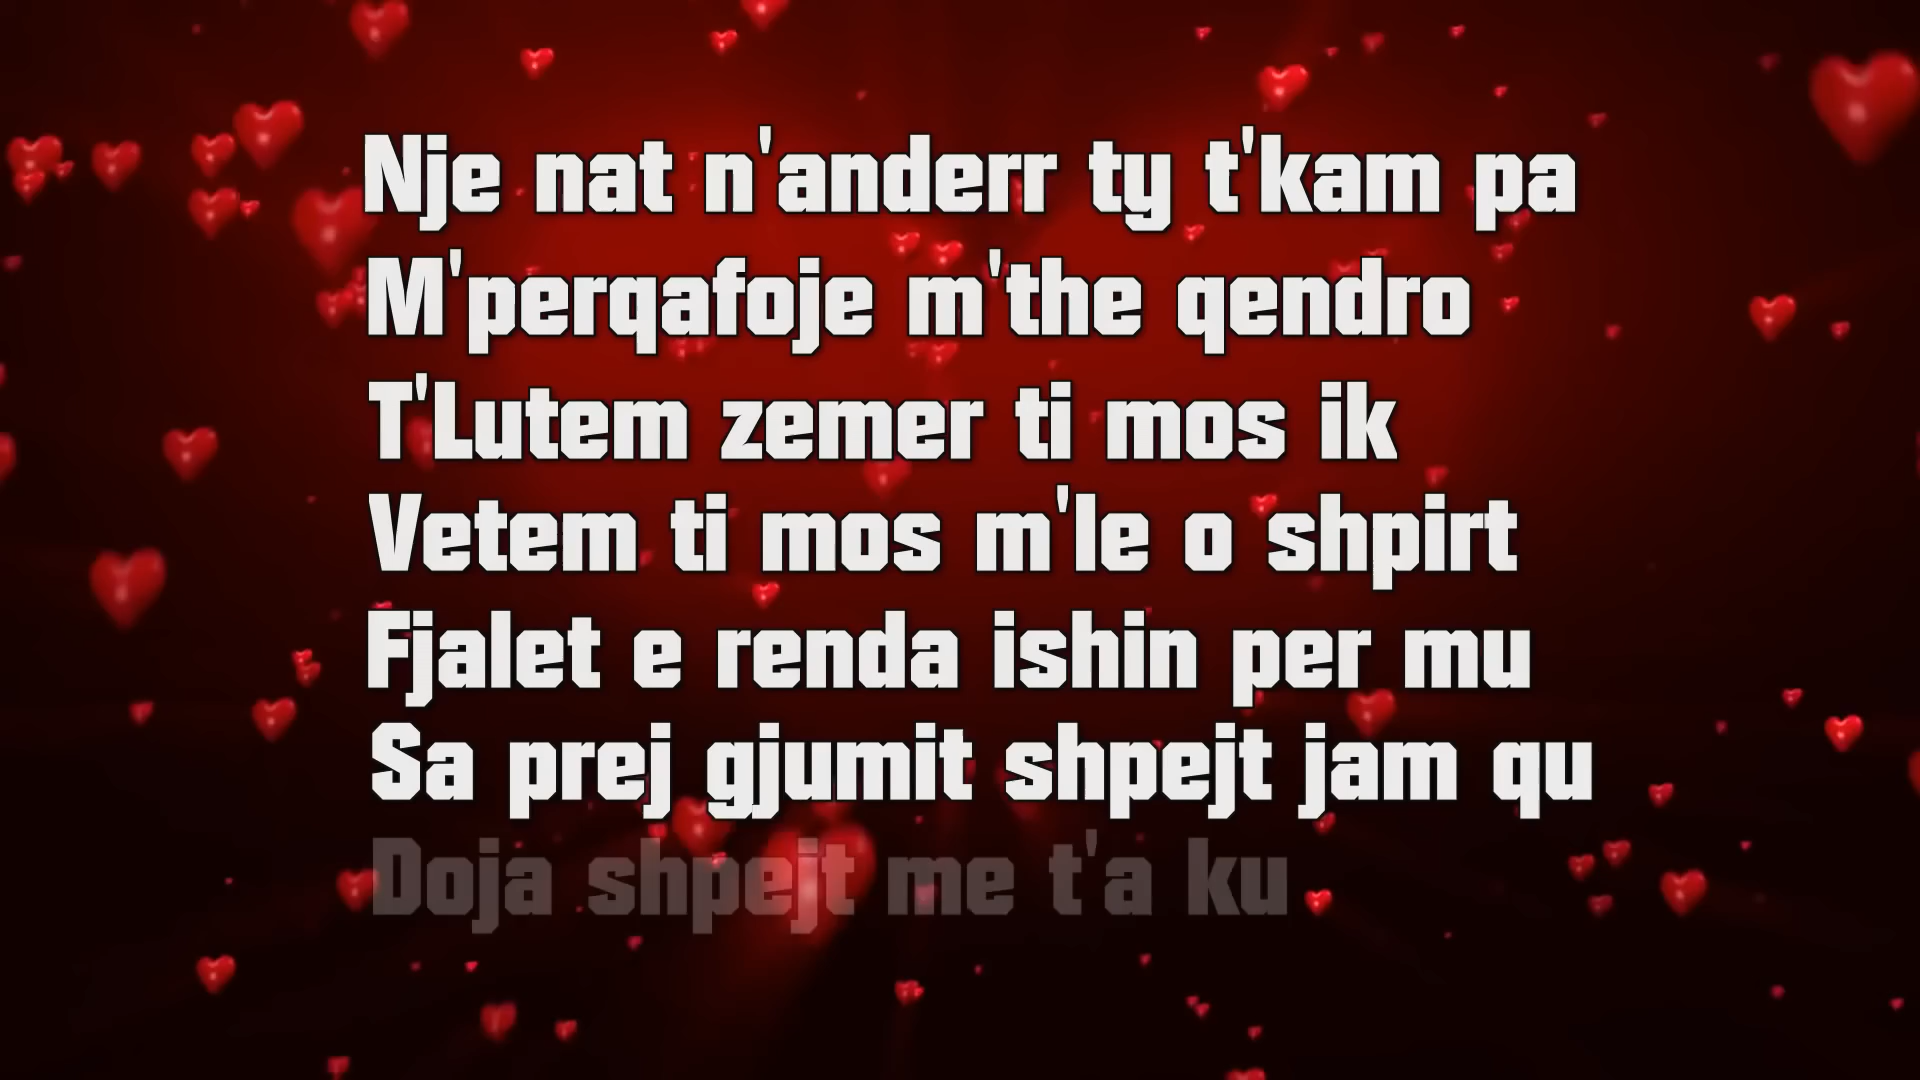 Nje nat n'anderr ty t'kam pa
M'perqafoje m'the qendro
T'Lutem zemer ti mos ik
Vetem ti mos m'le o shpirt
Fjalet e renda ishin per mu
Sa prej gjumit shpejt jam qu
Doja shpejt me t'a ku